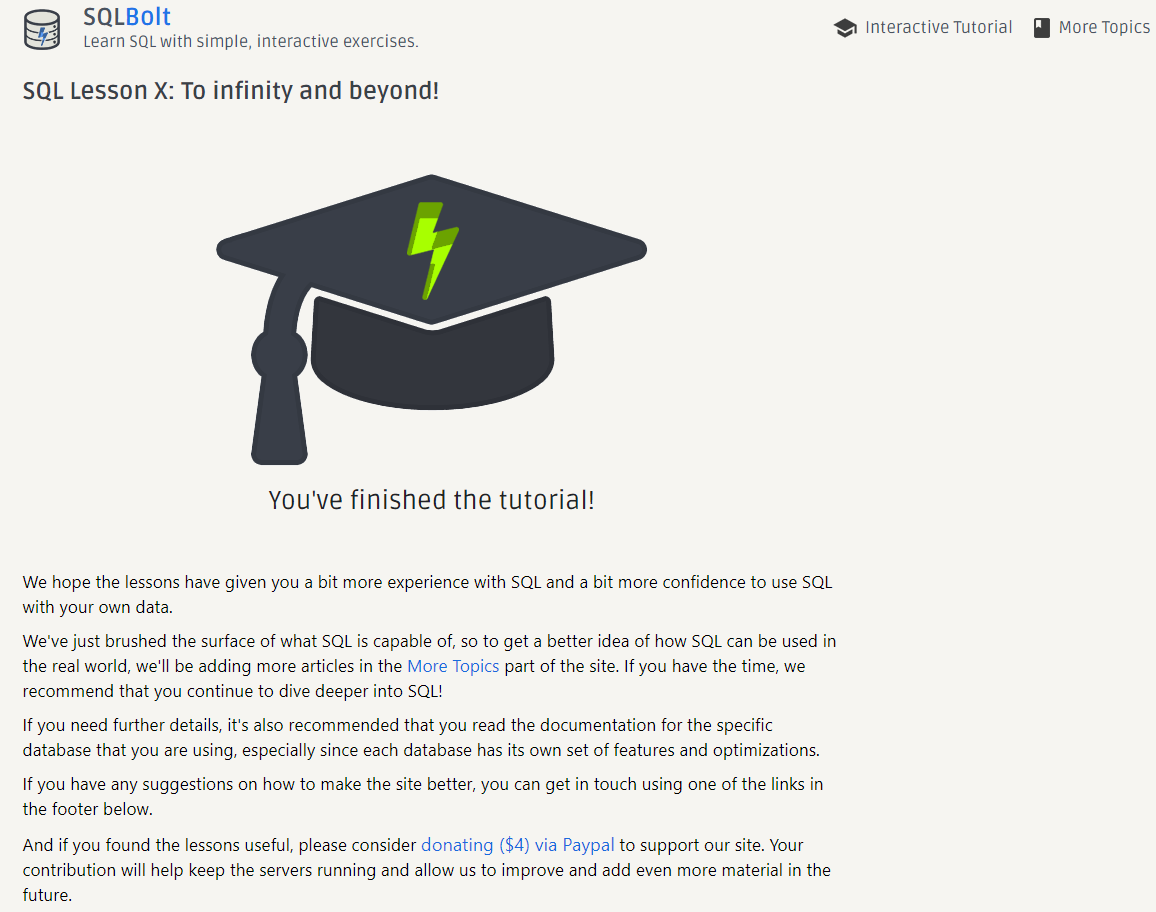 SQLBolt
Learn SQL with simple, interactive exercises.
Interactive Tutorial
More Topics
SQL Lesson X: To infinity and beyond!
You've finished the tutorial!
We hope the lessons have given you a bit more experience with SQL and a bit more confidence to use SQL
with your own data.
We've just brushed the surface of what SQL is capable of, so to get a better idea of how SQL can be used in
the real world, we'll be adding more articles in the More Topics part of the site. If you have the time, we
recommend that you continue to dive deeper into SQL!
If you need further details, it's also recommended that you read the documentation for the specific
database that you are using, especially since each database has its own set of features and optimizations.
If you have any suggestions on how to make the site better, you can get in touch using one of the links in
the footer below.
And if you found the lessons useful, please consider donating ($4) via Paypal to support our site. Your
contribution will help keep the servers running and allow us to improve and add even more material in the
future.